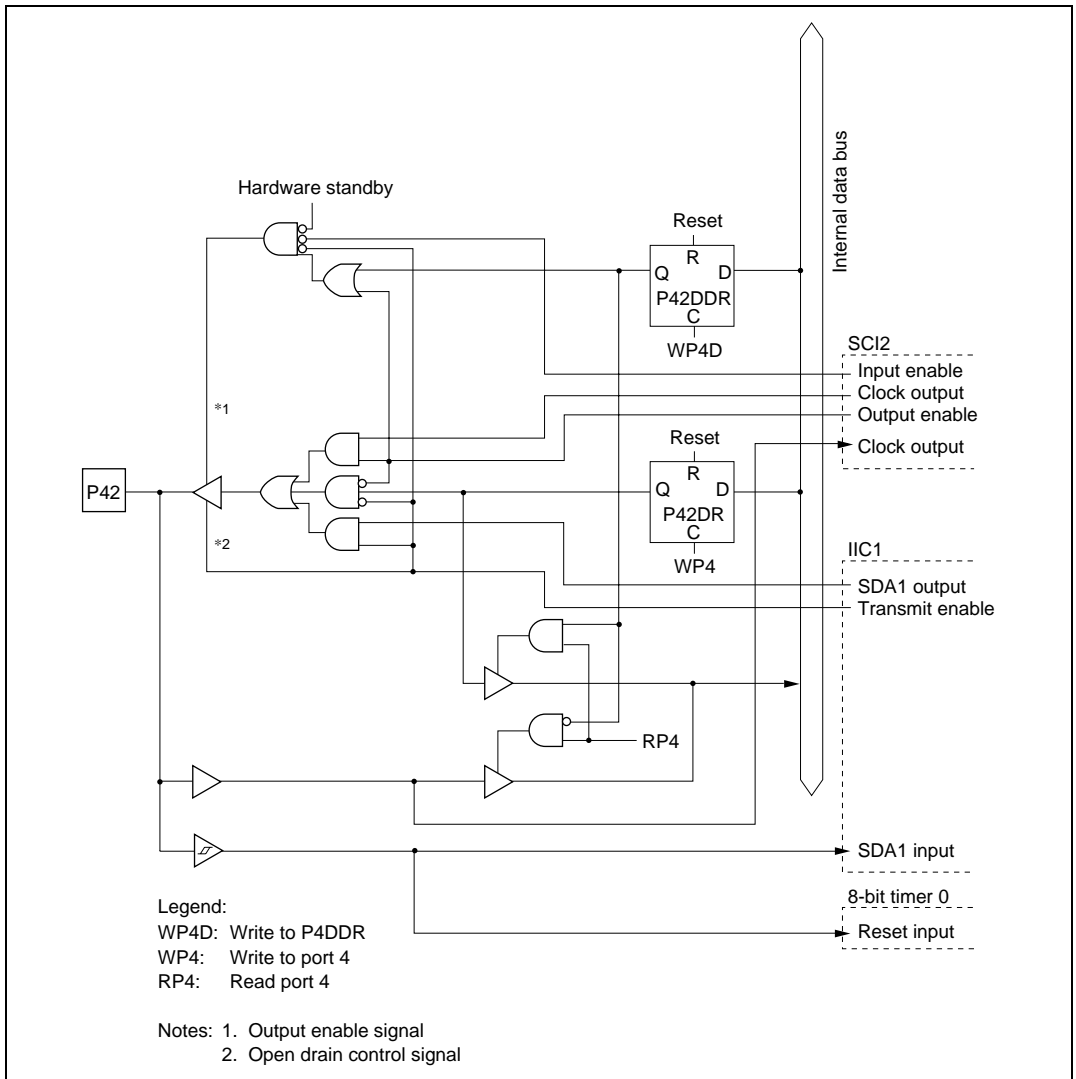 Hardware standby
Internal data bus
Reset
R
Q D
P42DDR
C
WP4D
SCI2
Input enable
Clock output
Output enable
Clock output
*1
Reset
R
Q D
P42DR
C
WP4
P42
*2
IIC1
SDA1 output
Transmit enable
RP4
SDA1 input
8-bit timer 0
Reset input
Legend:
WP4D: Write to P4DDR
WP4: Write to port 4
RP4: Read port 4
Notes: 1. Output enable signal
2. Open drain control signal